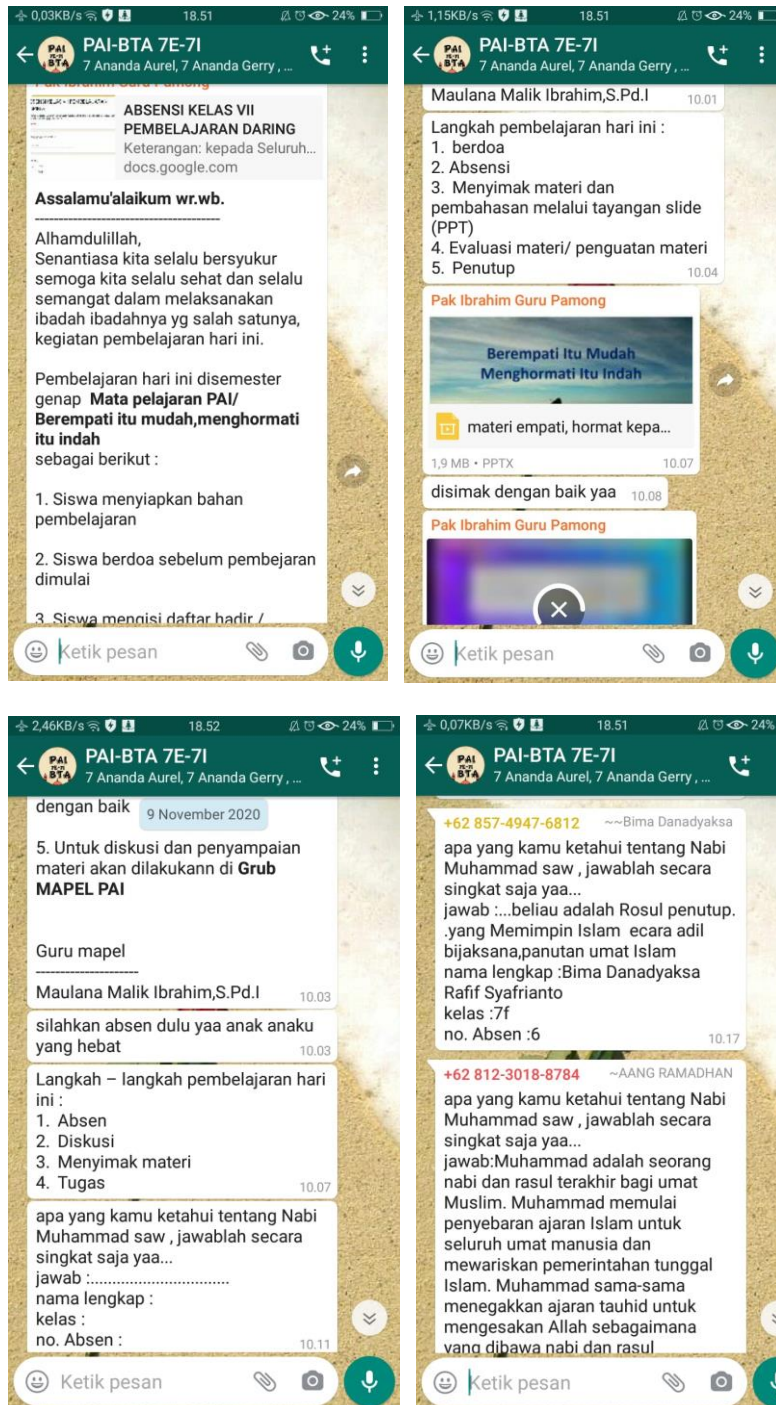 0,03KB/s 18.51 24%
PAI-BTA 7E-7I
7 Ananda Aurel, 7 Ananda Gerry , ...
Pak Ibrahim Guru Pamong
ABSENSI KELAS VII
PEMBELAJARAN DARING
Keterangan: kepada Seluruh...
docs.google.com
Assalamu'alaikum wr.wb.
---------------------------------------
Alhamdulillah,
Senantiasa kita selalu bersyukur
semoga kita selalu sehat dan selalu
semangat dalam melaksanakan
ibadah ibadahnya yg salah satunya,
kegiatan pembelajaran hari ini.
Pembelajaran hari ini disemester
genap Mata pelajaran PAI/
Berempati itu mudah,menghormati
itu indah
sebagai berikut :
1. Siswa menyiapkan bahan
pembelajaran
2. Siswa berdoa sebelum pembejaran
dimulai
3. Siswa mengisi daftar hadir /
Ketik pesan
1,15KB/s 18.51 24%
PAI-BTA 7E-7I
7 Ananda Aurel, 7 Ananda Gerry , ...
Maulana Malik Ibrahim,S.Pd.I 10.01
Langkah pembelajaran hari ini :
1. berdoa
2. Absensi
3. Menyimak materi dan
pembahasan melalui tayangan slide
(PPT)
4. Evaluasi materi/ penguatan materi
5. Penutup 10.04
Pak Ibrahim Guru Pamong
Berempati Itu Mudah
Menghormati Itu Indah
materi empati, hormat kepa...
1,9 MB • PPTX 10.07
disimak dengan baik yaa 10.08
Pak Ibrahim Guru Pamong
Ketik pesan
2,46KB/s 18.52 24%
PAI-BTA 7E-7I
7 Ananda Aurel, 7 Ananda Gerry , ...
dengan baik
9 November 2020
5. Untuk diskusi dan penyampaian
materi akan dilakukann di Grub
MAPEL PAI
Guru mapel
----------------------
Maulana Malik Ibrahim,S.Pd.I 10.03
silahkan absen dulu yaa anak anaku
yang hebat 10.03
Langkah – langkah pembelajaran hari
ini :
1. Absen
2. Diskusi
3. Menyimak materi
4. Tugas 10.07
apa yang kamu ketahui tentang Nabi
Muhammad saw , jawablah secara
singkat saja yaa...
jawab :...............................
nama lengkap :
kelas :
no. Absen : 10.11
Ketik pesan
0,07KB/s 18.51 24%
PAI-BTA 7E-7I
7 Ananda Aurel, 7 Ananda Gerry , ...
+62 857-4947-6812 ~~Bima Danadyaksa
apa yang kamu ketahui tentang Nabi
Muhammad saw , jawablah secara
singkat saja yaa...
jawab :...beliau adalah Rosul penutup.
.yang Memimpin Islam ecara adil
bijaksana,panutan umat Islam
nama lengkap :Bima Danadyaksa
Rafif Syafrianto
kelas :7f
no. Absen :6 10.17
+62 812-3018-8784 ~AANG RAMADHAN
apa yang kamu ketahui tentang Nabi
Muhammad saw , jawablah secara
singkat saja yaa...
jawab:Muhammad adalah seorang
nabi dan rasul terakhir bagi umat
Muslim. Muhammad memulai
penyebaran ajaran Islam untuk
seluruh umat manusia dan
mewariskan pemerintahan tunggal
Islam. Muhammad sama-sama
menegakkan ajaran tauhid untuk
mengesakan Allah sebagaimana
yang dibawa nabi dan rasul
Ketik pesan